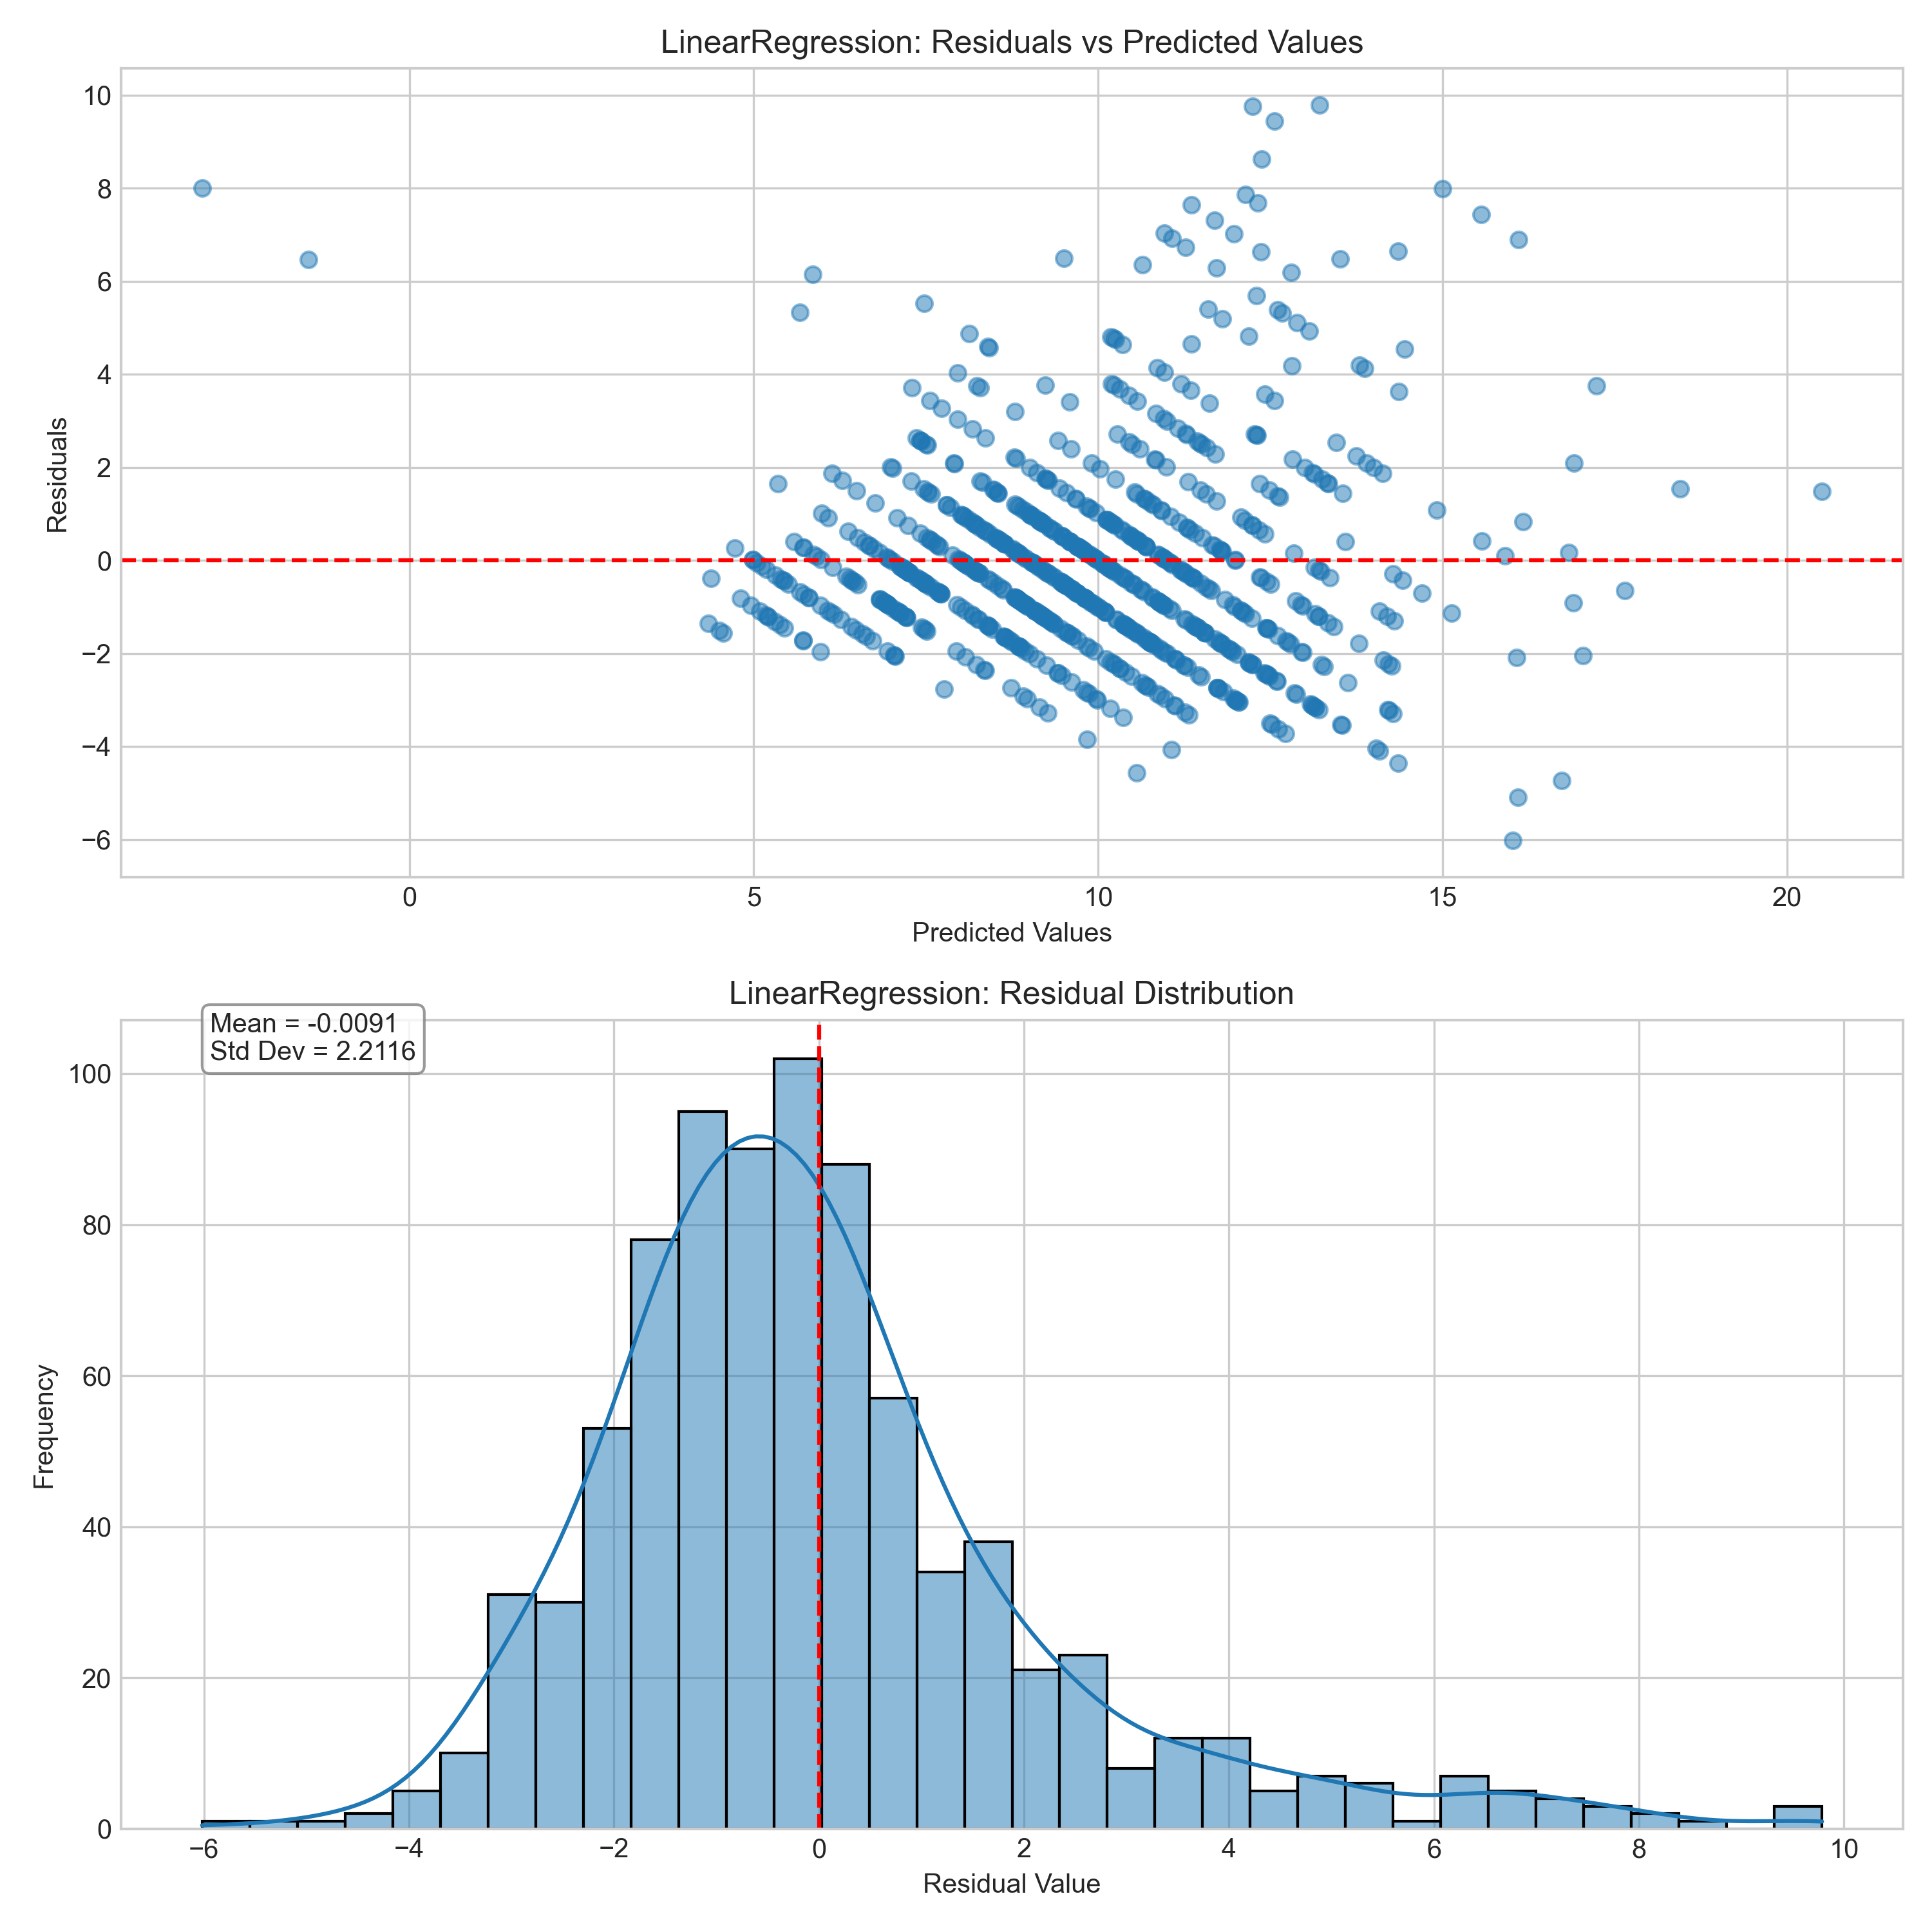 LinearRegression: Residuals vs Predicted Values
10
8
6
4
2
0
−2
−4
−6
Residuals
0 5 10 15 20
Predicted Values
LinearRegression: Residual Distribution
Mean = -0.0091
Std Dev = 2.2116
100
80
60
40
20
0
Frequency
−6 −4 −2 0 2 4 6 8 10
Residual Value